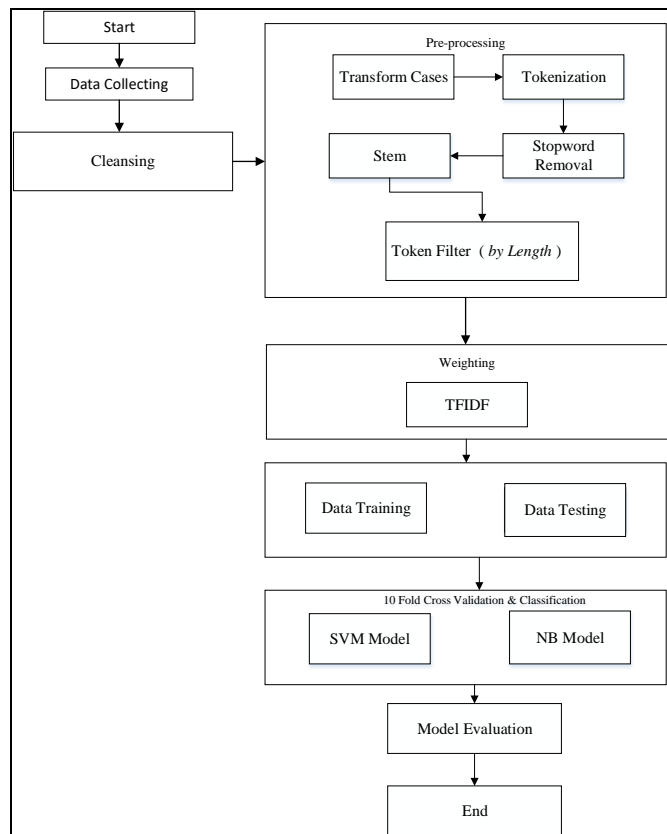 Start
Data Collecting
Cleansing
Pre-processing
Transform Cases
Tokenization
Stopword
Removal
Stem
Token Filter ( by Length )
Weighting
TFIDF
Data Training
Data Testing
10 Fold Cross Validation & Classification
SVM Model
NB Model
Model Evaluation
End